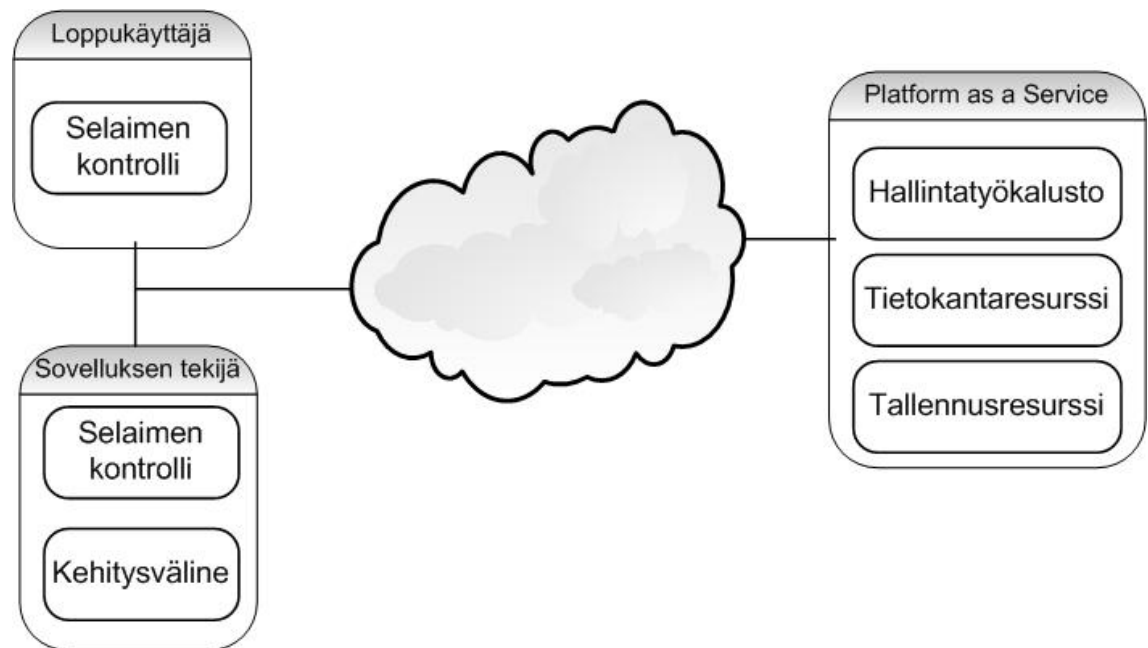 Loppukäyttäjä
Selaimen
kontrolli
Sovelluksen tekijä
Selaimen
kontrolli
Kehitysväline
Platform as a Service
Hallintatyökalusto
Tietokantaresurssi
Tallennusresurssi